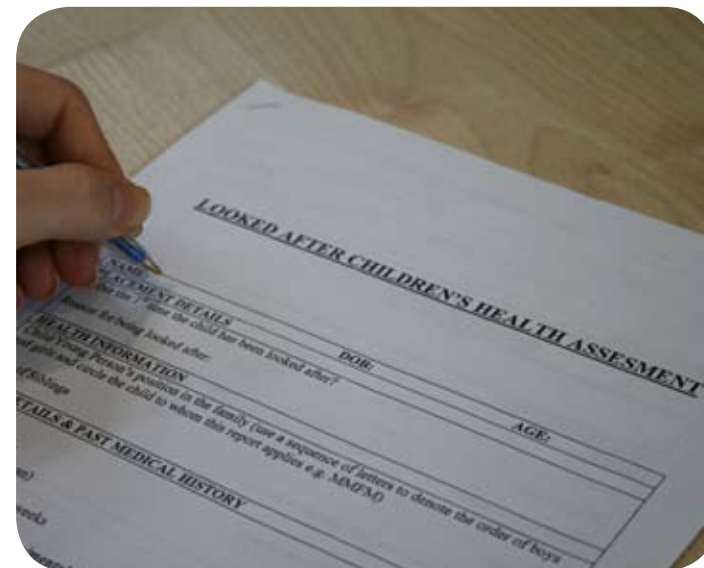 LOOKED AFTER CHILDREN'S HEALTH ASSESMENT
NAME: DOB: AGE:
PLACEMENT DETAILS
time the child has been looked after?
Reason for being looked after:
HEALTH INFORMATION
Child/Young Person's position in the family (use a sequence of letters to denote the order of boys
girls and circle the child to whom this report applies e.g. MMFM)
of Siblings
& PAST MEDICAL HISTORY
weeks